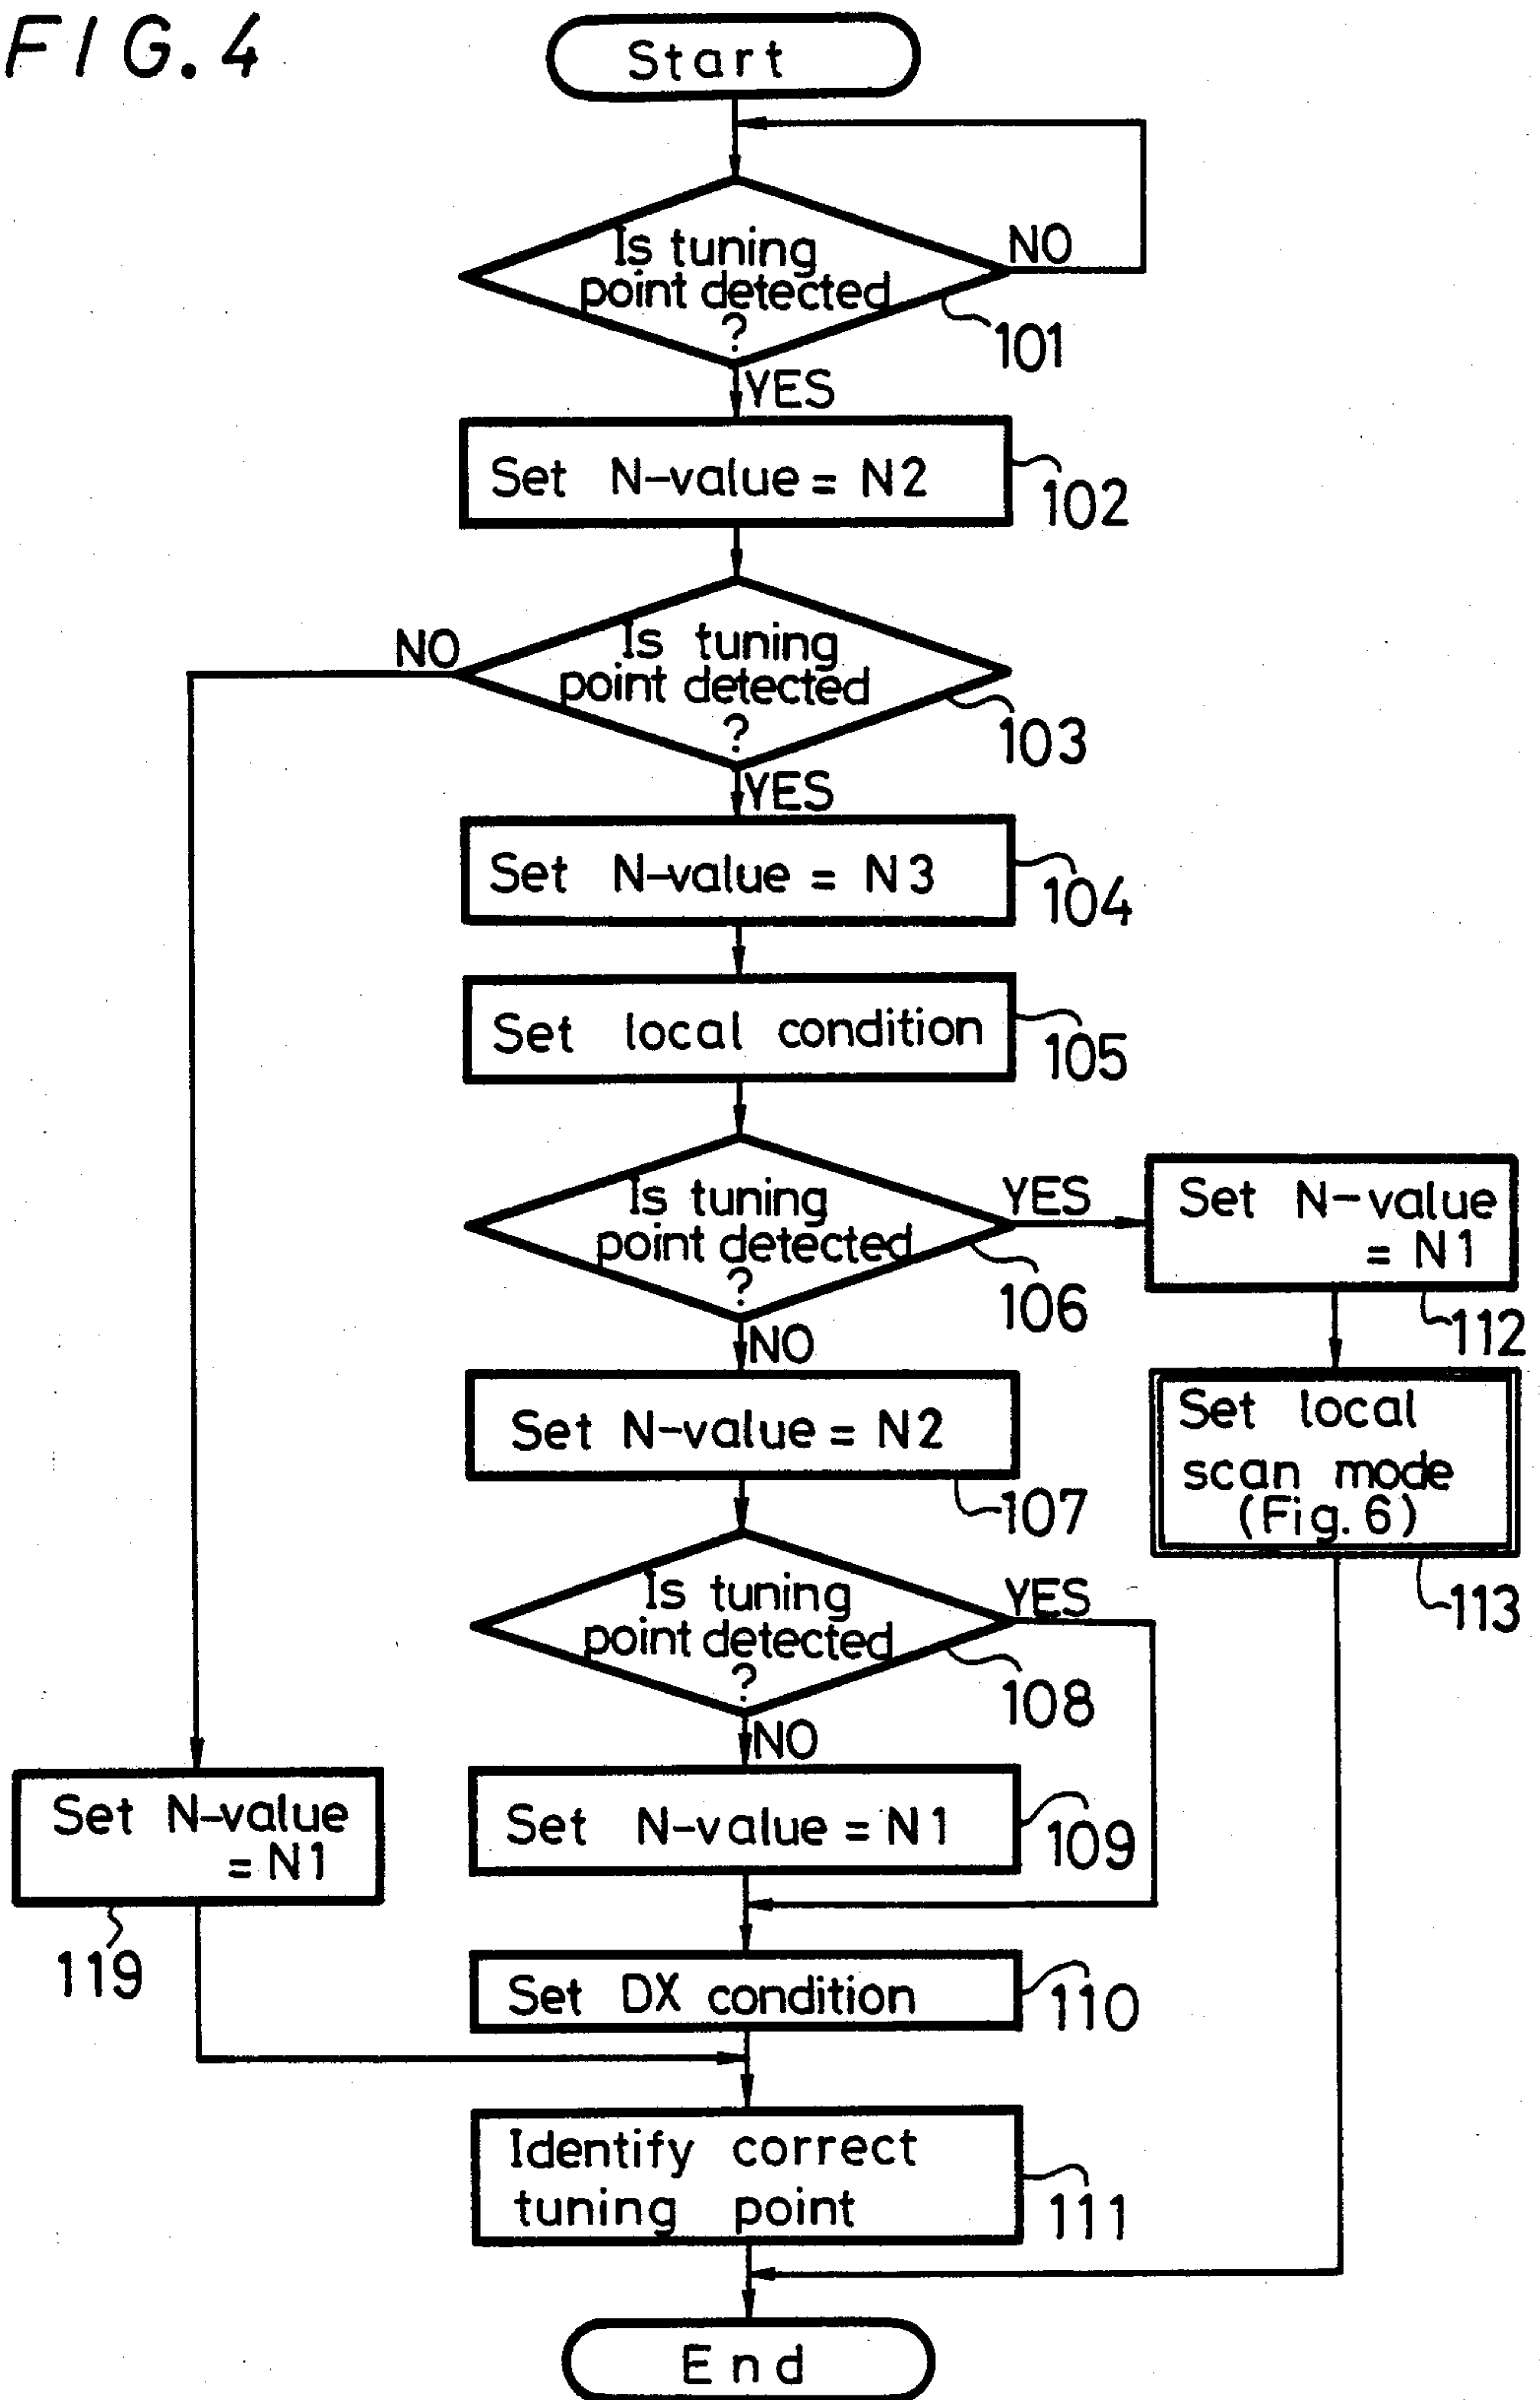 FIG. 4
Start
Is tuning
point detected
?
NO
101
YES
Set N-value = N2
102
NO
Is tuning
point detected
?
103
YES
Set N-value = N3
104
Set local condition
105
Is tuning
point detected
?
YES
106
Set N-value
= N1
112
NO
Set N-value = N2
107
Set local
scan mode
(Fig. 6)
113
Is tuning
point detected
?
YES
108
NO
Set N-value
= N1
119
Set N-value = N1
109
Set DX condition
110
Identify correct
tuning point
111
End